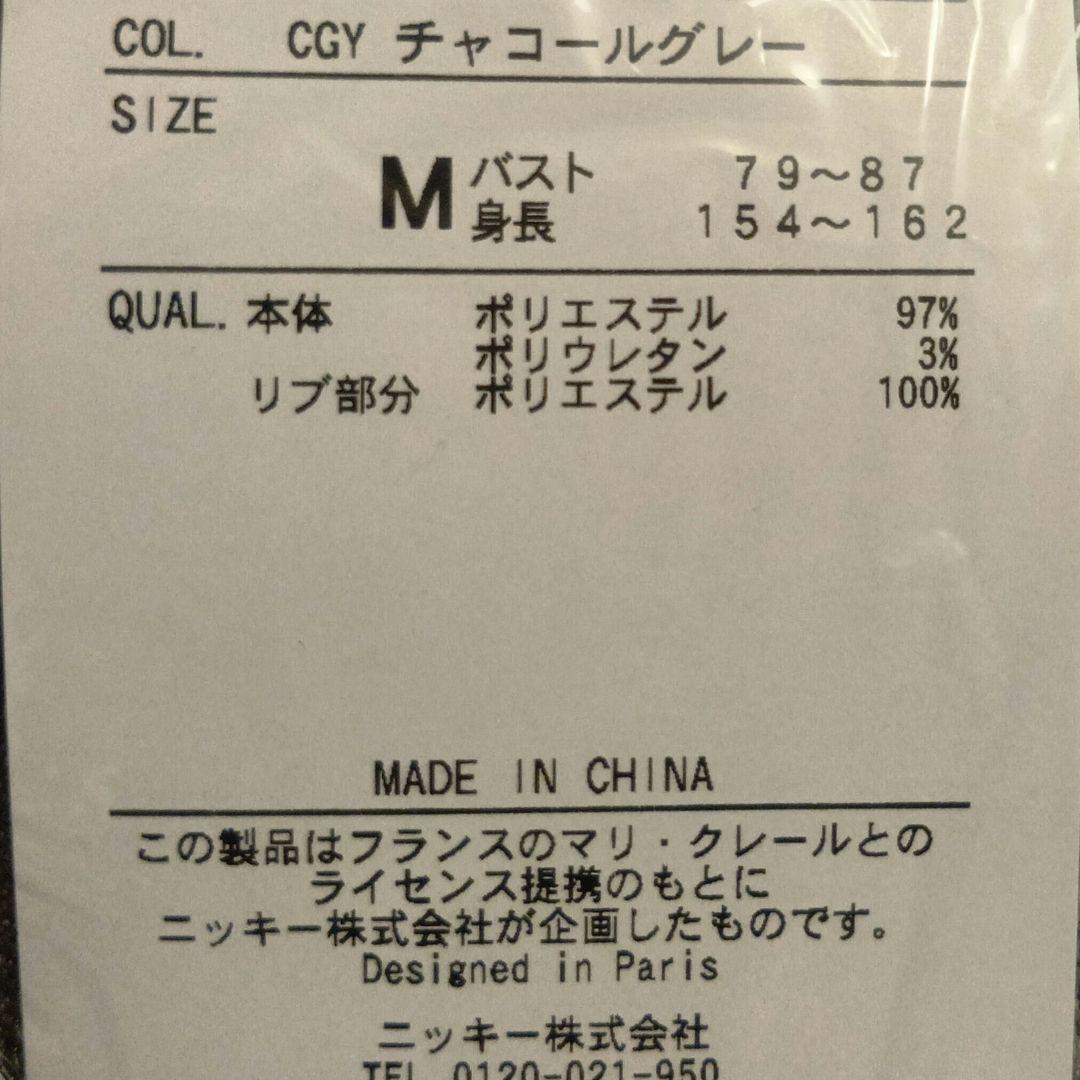 COL. CGY チャコールグレー
SIZE
M バスト 79～87
身長 154～162
QUAL. 本体 ポリエステル 97%
ポリウレタン 3%
リブ部分 ポリエステル 100%
MADE IN CHINA
この製品はフランスのマリ・クレールとの
ライセンス提携のもとに
ニッキー株式会社が企画したものです。
Designed in Paris
ニッキー株式会社
TEL 0120-021-950